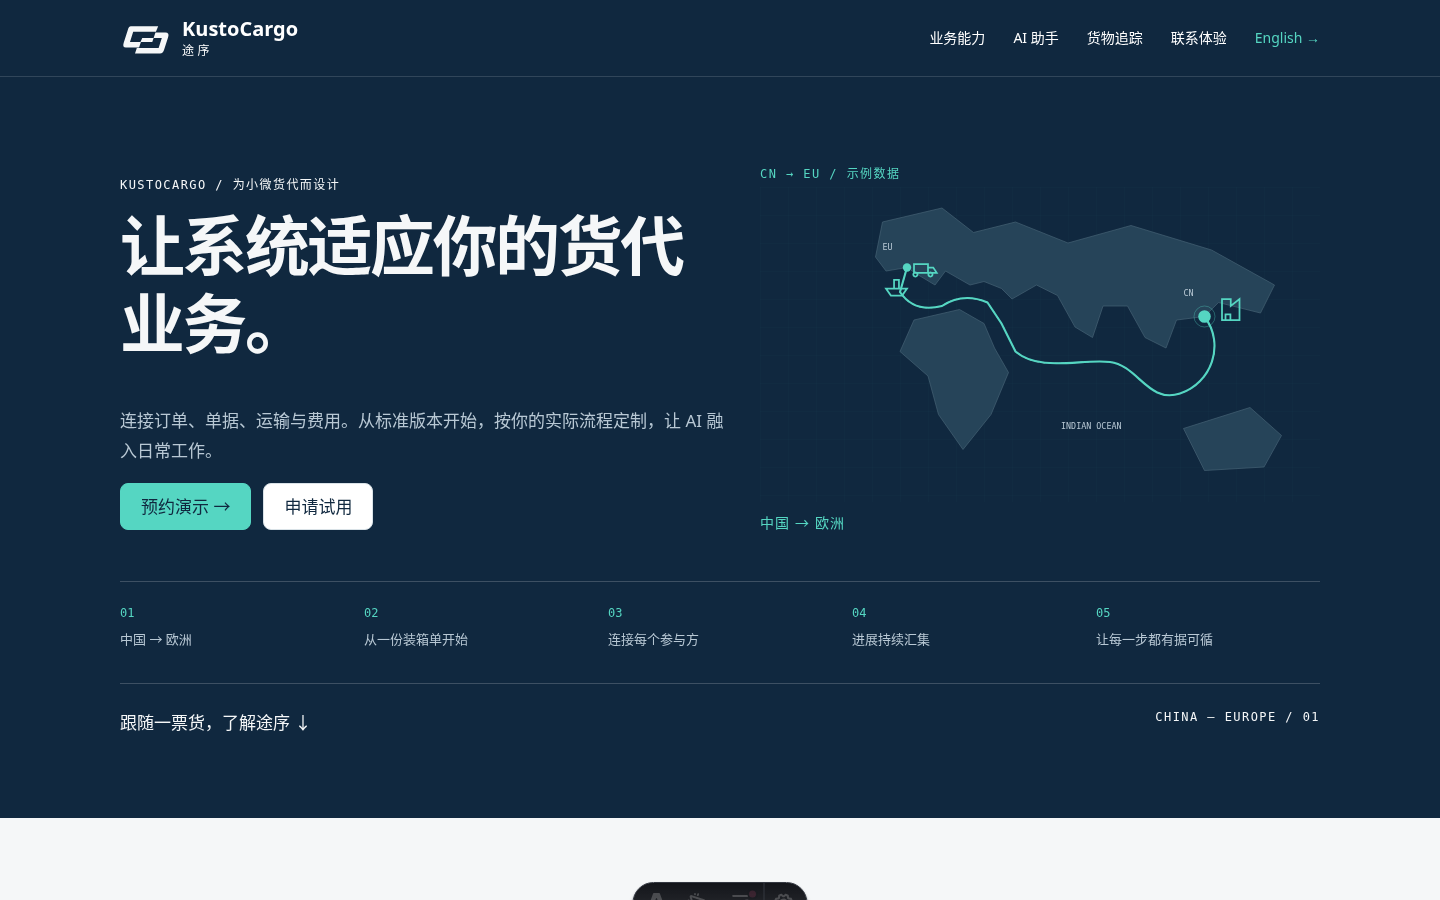 KustoCargo
途序
业务能力
AI 助手
货物追踪
联系体验
English →
KUSTOCARGO / 为小微货代而设计
让系统适应你的货代
业务。
连接订单、单据、运输与费用。从标准版本开始，按你的实际流程定制，让 AI 融
入日常工作。
预约演示 →
申请试用
CN → EU / 示例数据
EU
CN
INDIAN OCEAN
中国 → 欧洲
01
中国 → 欧洲
02
从一份装箱单开始
03
连接每个参与方
04
进展持续汇集
05
让每一步都有据可循
跟随一票货，了解途序 ↓
CHINA — EUROPE / 01